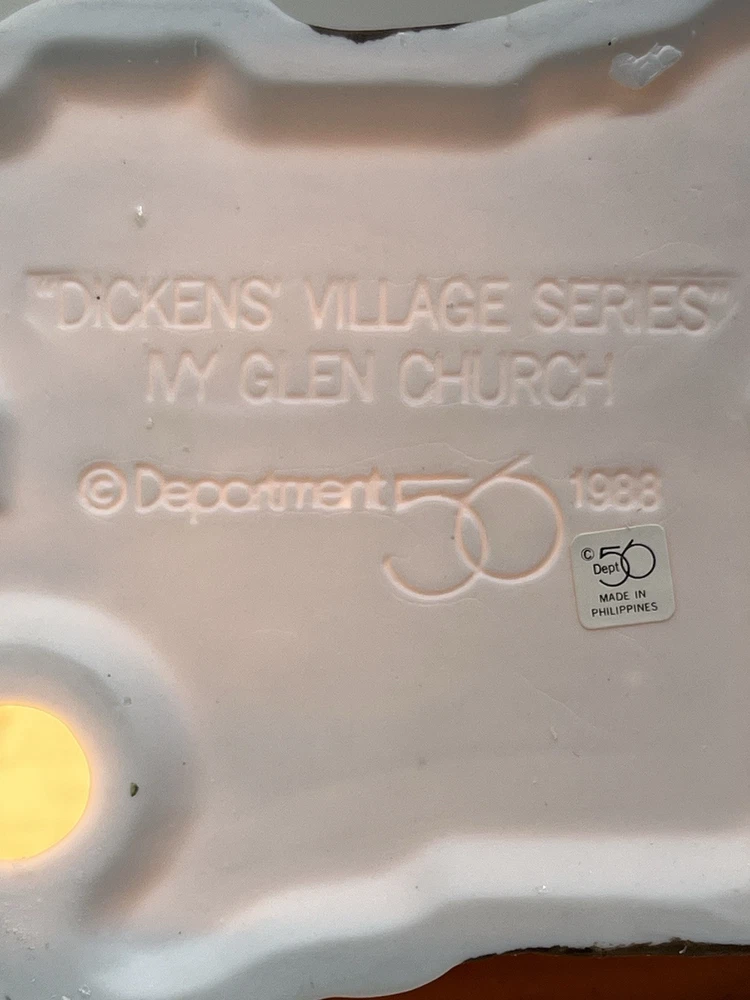 "DICKENS' VILLAGE SERIES"
IVY GLEN CHURCH
© Department 56 1988
© Dept 56
MADE IN
PHILIPPINES